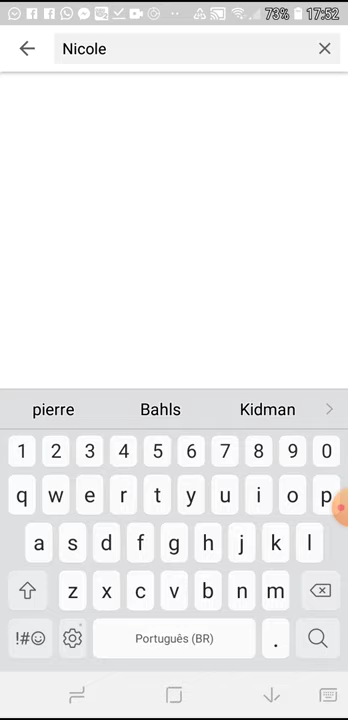 73% 17:52
Nicole
pierre Bahls Kidman
1 2 3 4 5 6 7 8 9 0
q w e r t y u i o p
a s d f g h j k l
z x c v b n m
!#☺ Português (BR) .